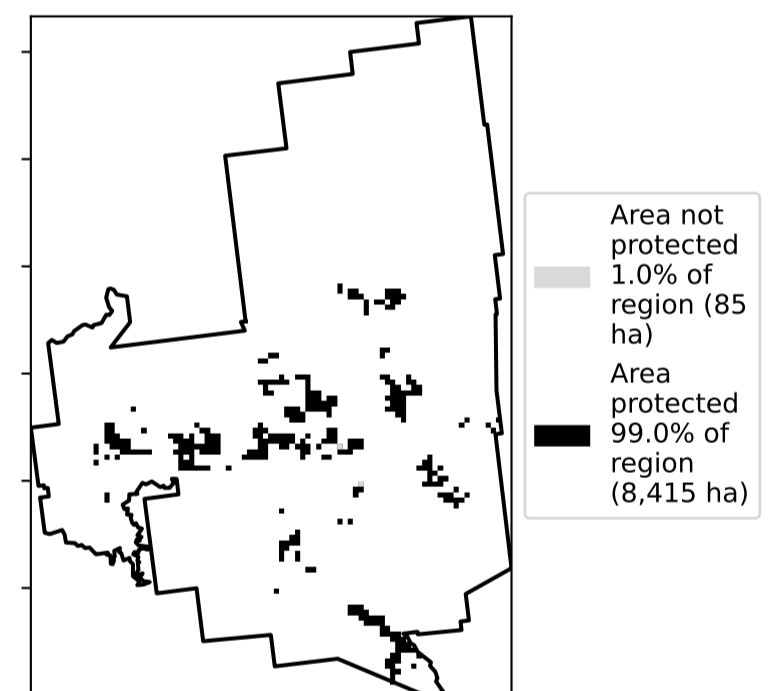 Area not
protected
1.0% of
region (85
ha)
Area
protected
99.0% of
region
(8,415 ha)